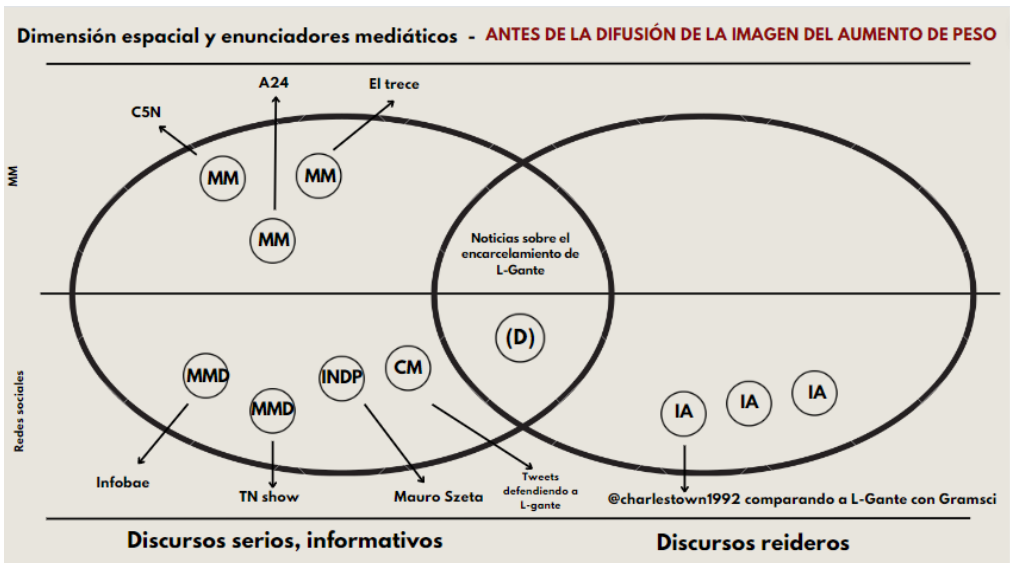 Dimensión espacial y enunciadores mediáticos - ANTES DE LA DIFUSIÓN DE LA IMAGEN DEL AUMENTO DE PESO
A24
El trece
C5N
MM
MM
MM
MM
Noticias sobre el
encarcelamiento de
L-Gante
(D)
MMD
MMD
INDP
CM
IA
IA
IA
Redes sociales
Infobae
TN show
Mauro Szeta
Tweets
defendiendo a
L-gante
@charlestown1992 comparando a L-Gante con Gramsci
Discursos serios, informativos
Discursos reideros